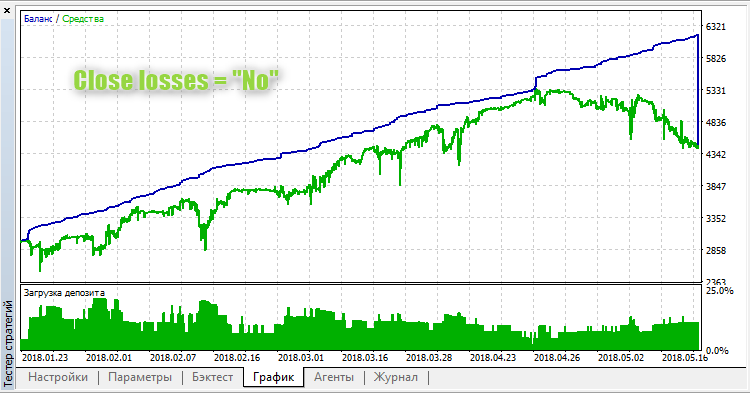 Баланс / Средства
Close losses = "No"
6321
5826
5331
4836
4342
3847
3352
2858
2363
Загрузка депозита
25.0%
0.0%
2018.01.23 2018.02.01 2018.02.07 2018.02.16 2018.03.01 2018.03.16 2018.03.28 2018.04.23 2018.04.26 2018.05.02 2018.05.16
Тестер стратегий
Настройки | Параметры | Бэктест | График | Агенты | Журнал |